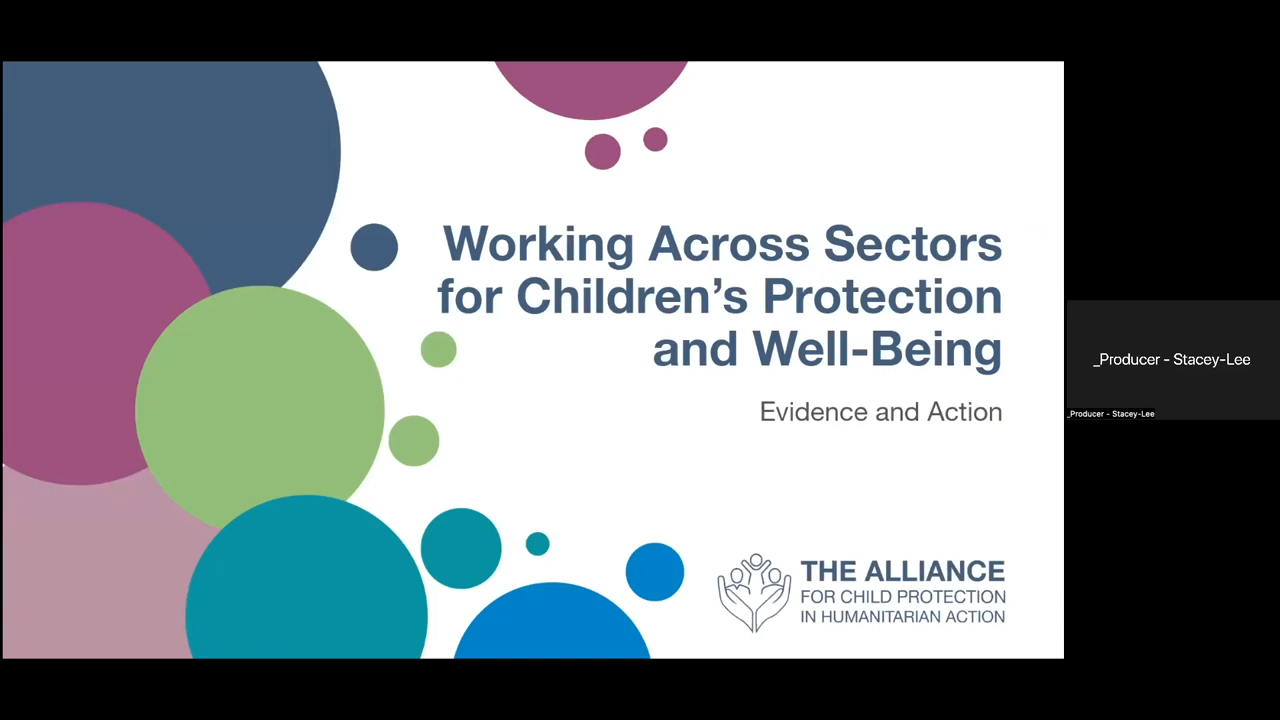 Working Across Sectors
for Children’s Protection
and Well-Being
Evidence and Action
THE ALLIANCE
FOR CHILD PROTECTION
IN HUMANITARIAN ACTION
_Producer - Stacey-Lee
_Producer - Stacey-Lee